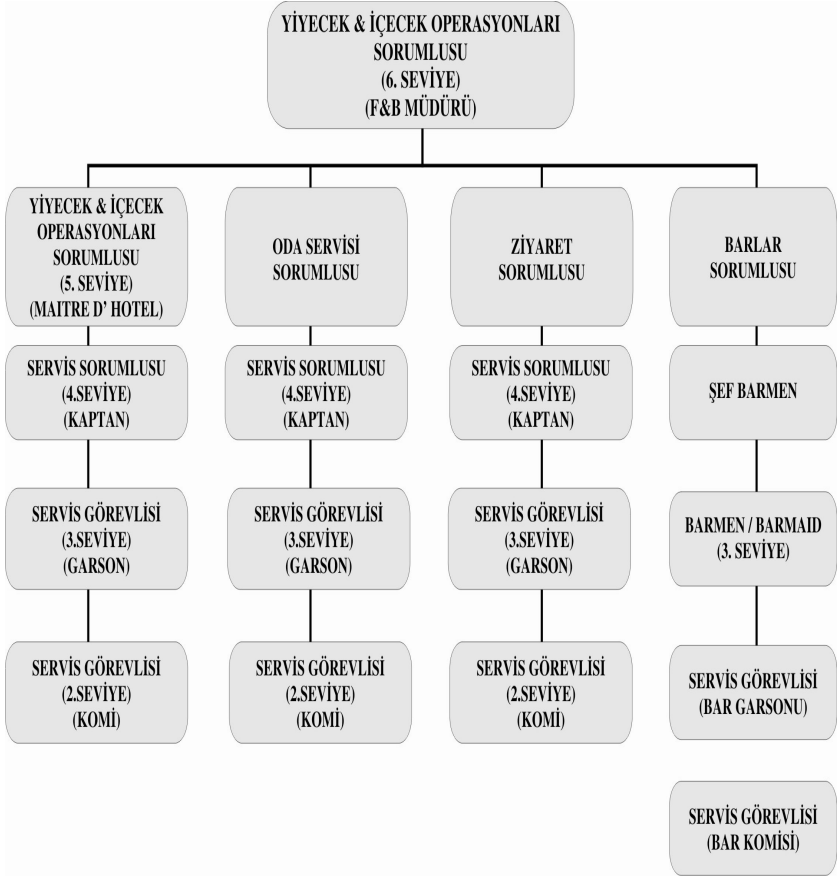 YİYECEK & İÇECEK OPERASYONLARI
SORUMLUSU
(6. SEVİYE)
(F&B MÜDÜRÜ)
YİYECEK & İÇECEK
OPERASYONLARI
SORUMLUSU
(5. SEVİYE)
(MAITRE D' HOTEL)
ODA SERVİSİ
SORUMLUSU
ZİYARET
SORUMLUSU
BARLAR
SORUMLUSU
SERVİS SORUMLUSU
(4.SEVİYE)
(KAPTAN)
SERVİS SORUMLUSU
(4.SEVİYE)
(KAPTAN)
SERVİS SORUMLUSU
(4.SEVİYE)
(KAPTAN)
ŞEF BARMEN
SERVİS GÖREVLİSİ
(3.SEVİYE)
(GARSON)
SERVİS GÖREVLİSİ
(3.SEVİYE)
(GARSON)
SERVİS GÖREVLİSİ
(3.SEVİYE)
(GARSON)
BARMEN / BARMAID
(3. SEVİYE)
SERVİS GÖREVLİSİ
(2.SEVİYE)
(KOMİ)
SERVİS GÖREVLİSİ
(2.SEVİYE)
(KOMİ)
SERVİS GÖREVLİSİ
(2.SEVİYE)
(KOMİ)
SERVİS GÖREVLİSİ
(BAR GARSONU)
SERVİS GÖREVLİSİ
(BAR KOMİSİ)